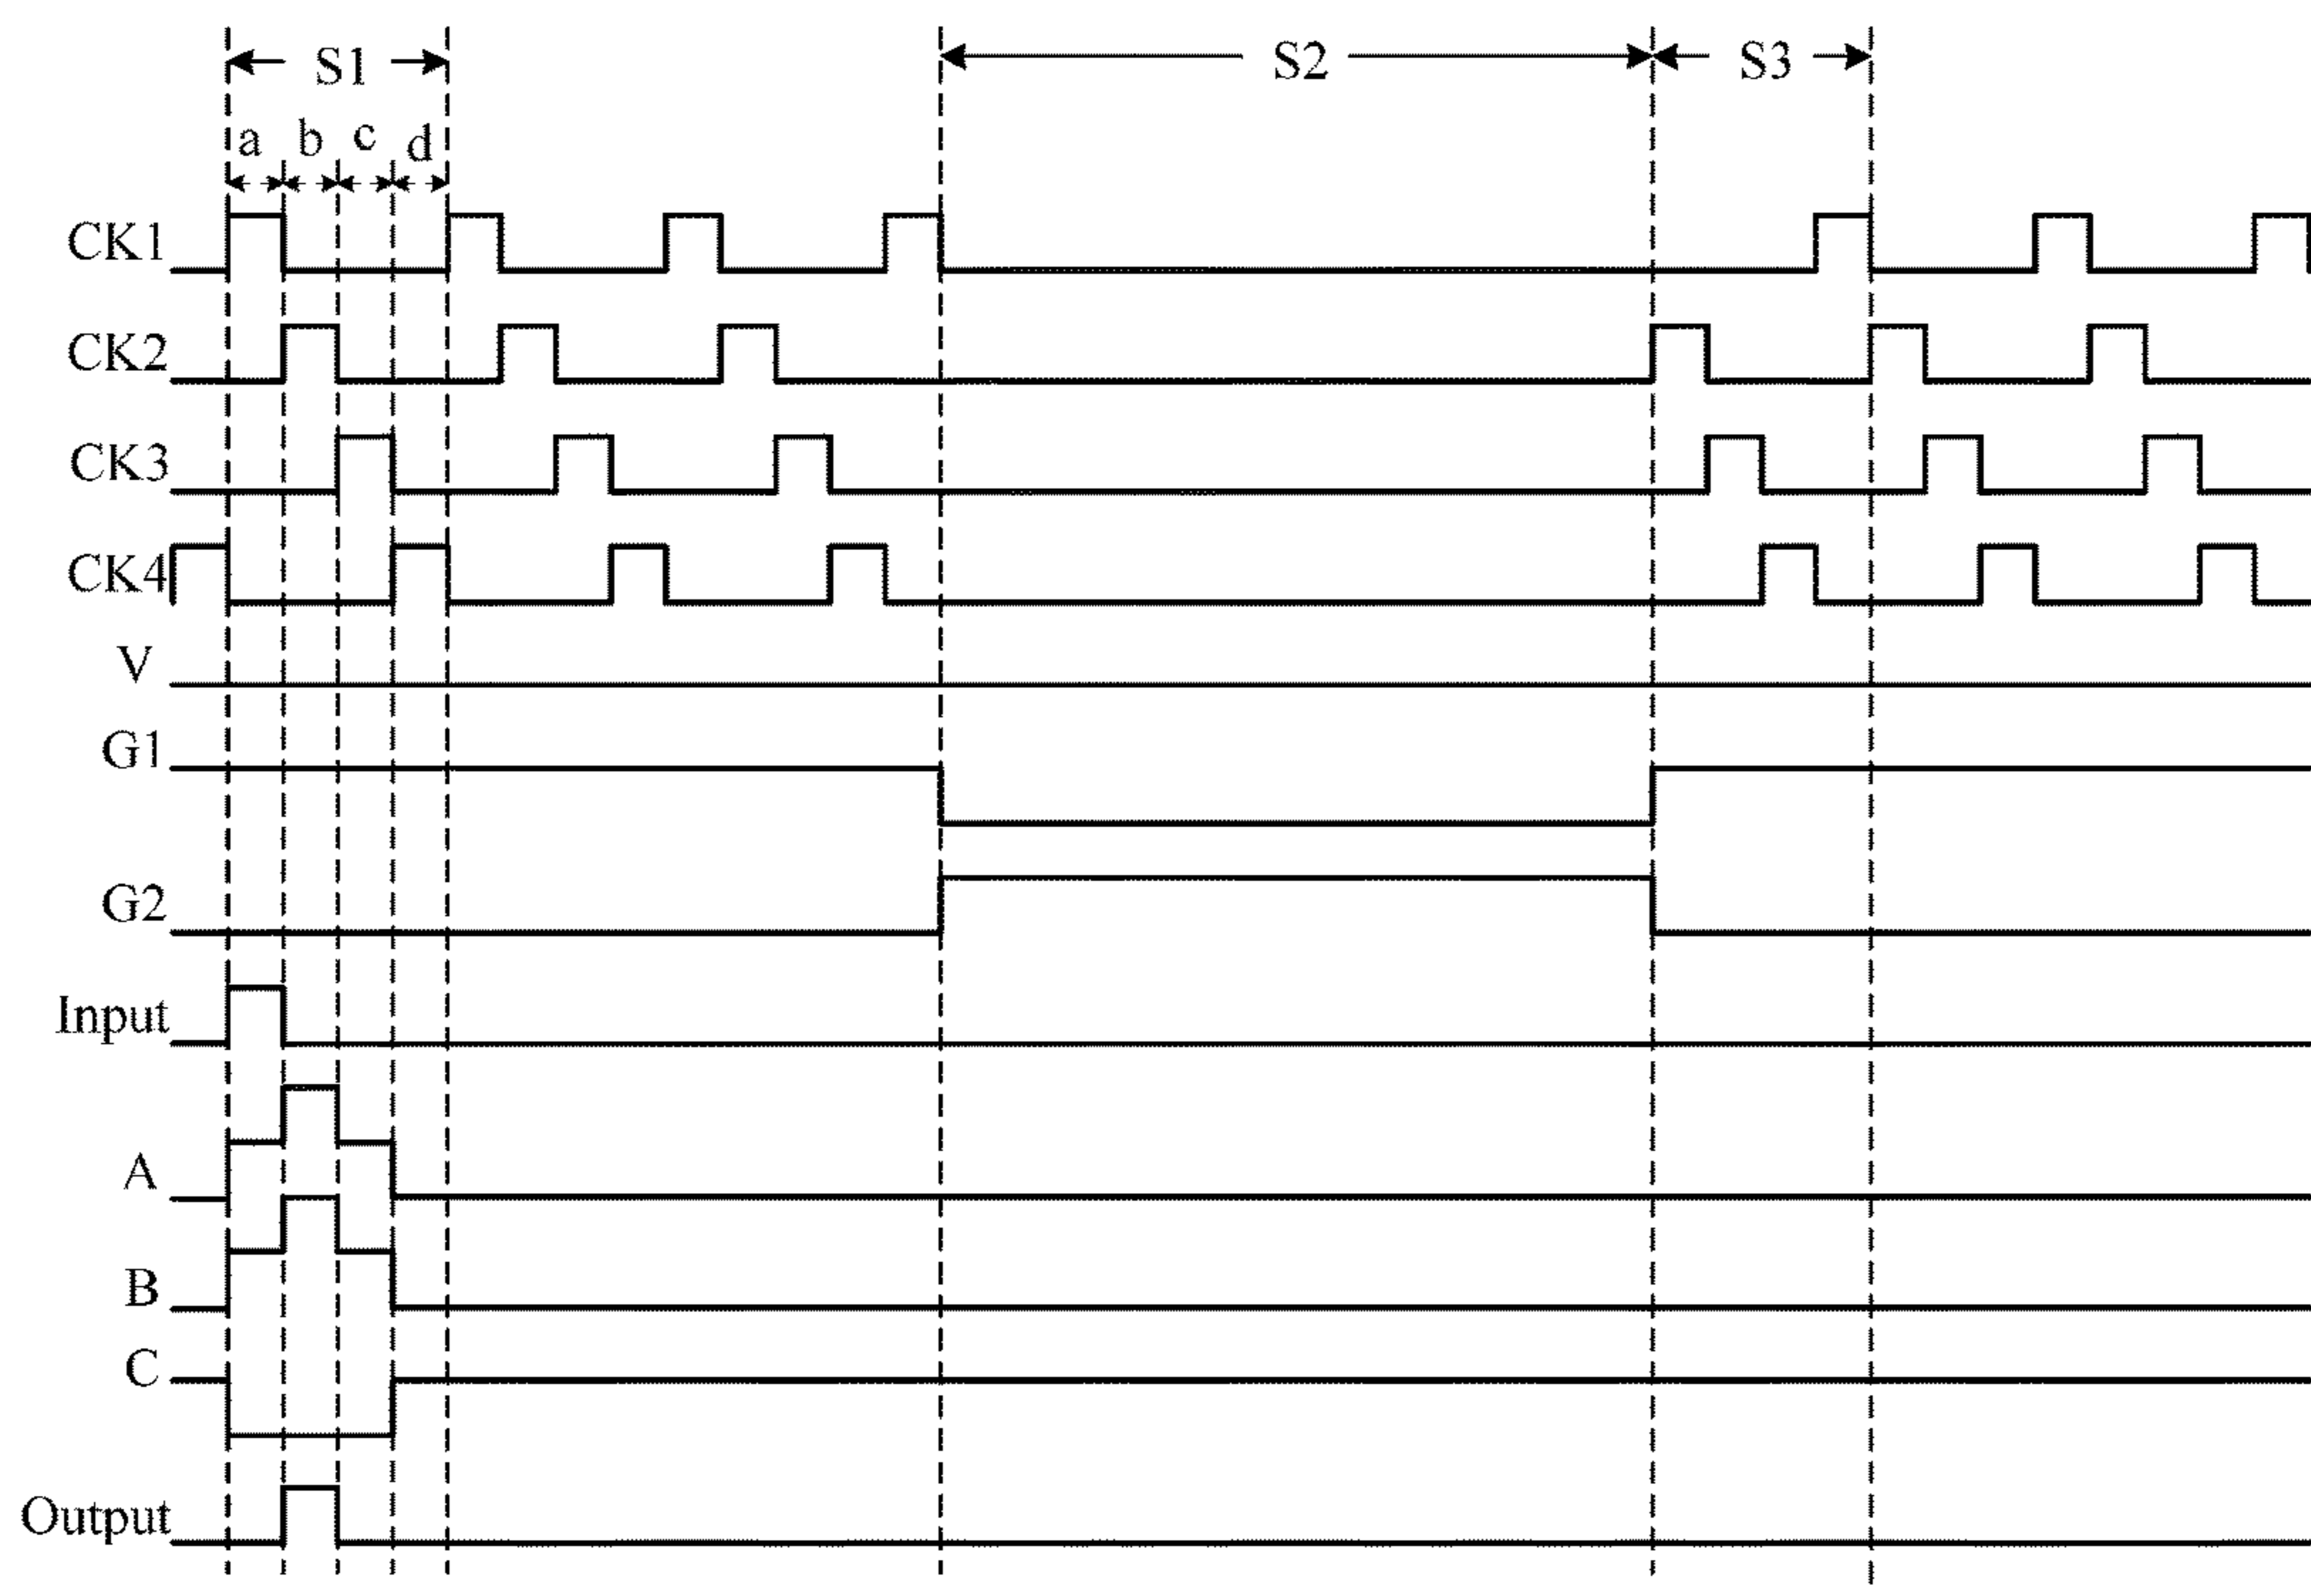 S1 S2 S3
a b c d
CK1
CK2
CK3
CK4
V
G1
G2
Input
A
B
C
Output